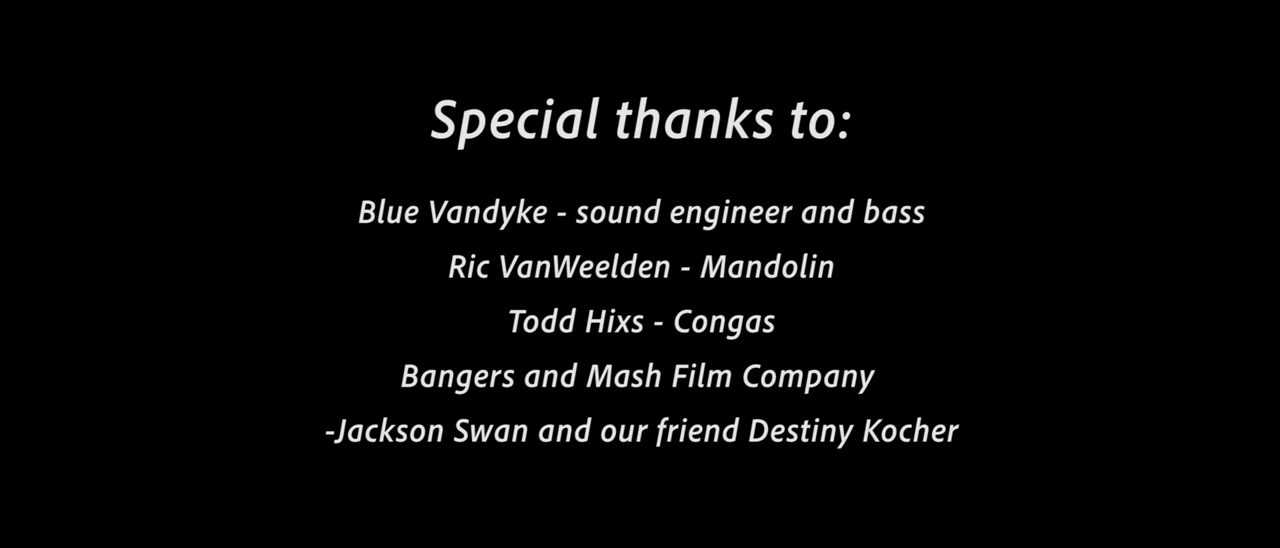 Special thanks to:
Blue Vandyke - sound engineer and bass
Ric VanWeelden - Mandolin
Todd Hixs - Congas
Bangers and Mash Film Company
-Jackson Swan and our friend Destiny Kocher